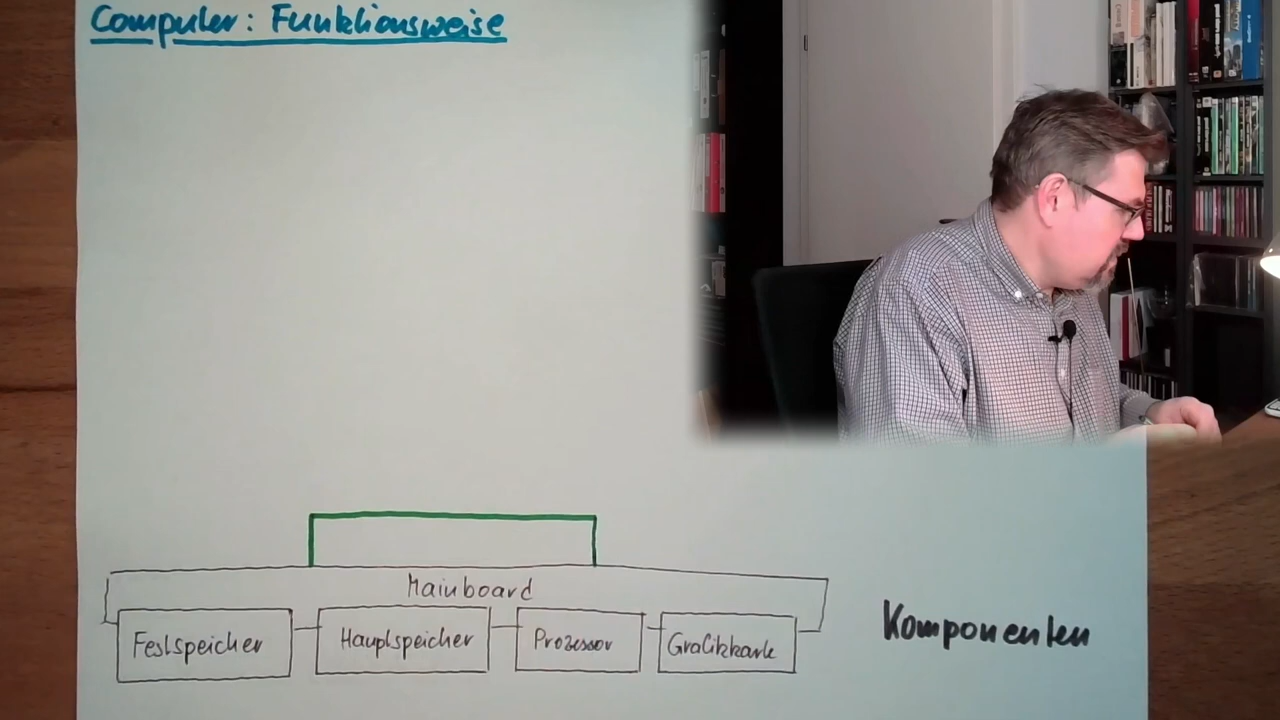 Computer: Funktionsweise
Mainboard
Festspeicher
Hauptspeicher
Prozessor
Grafikkarte
Komponenten